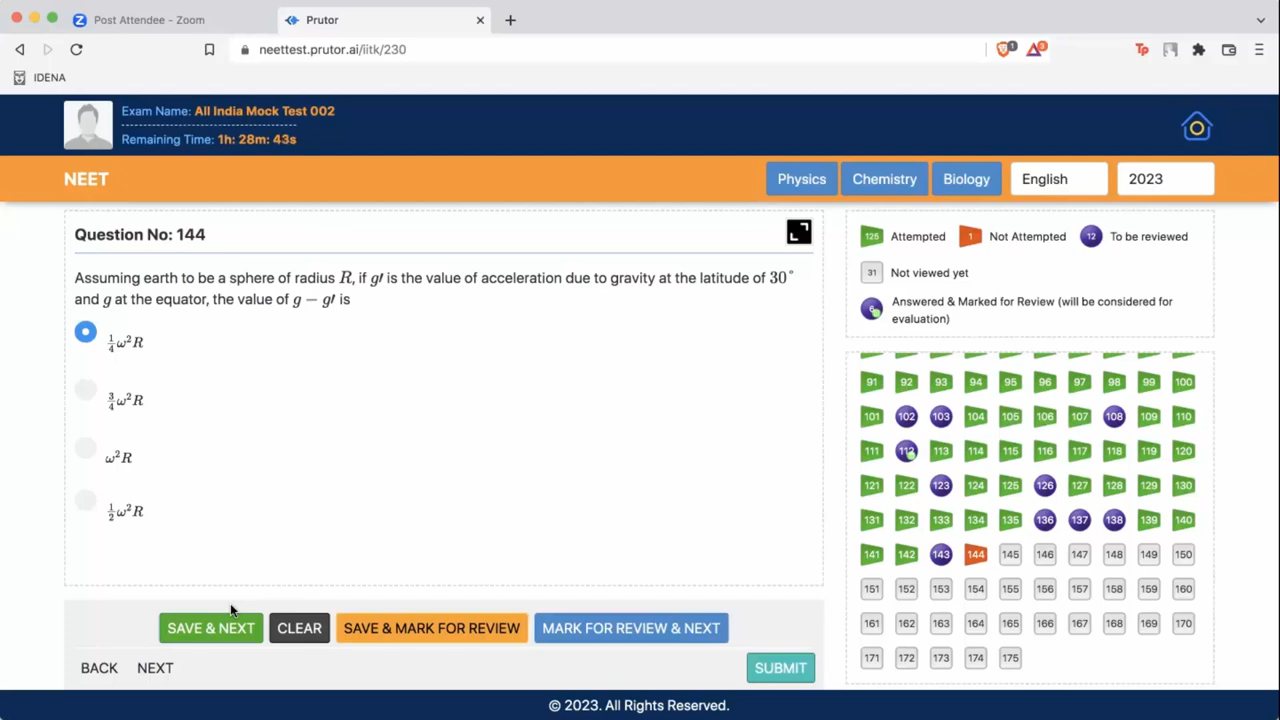 Post Attendee - Zoom
Prutor
neettest.prutor.ai/iitk/230
1
3
Tp
IDENA
Exam Name: All India Mock Test 002
Remaining Time: 1h: 28m: 43s
NEET
Physics
Chemistry
Biology
English
2023
Question No: 144
Assuming earth to be a sphere of radius R, if g′ is the value of acceleration due to gravity at the latitude of 30°
and g at the equator, the value of g − g′ is
1/4 ω²R
3/4 ω²R
ω²R
1/2 ω²R
SAVE & NEXT
CLEAR
SAVE & MARK FOR REVIEW
MARK FOR REVIEW & NEXT
BACK
NEXT
SUBMIT
125 Attempted
1 Not Attempted
12 To be reviewed
31 Not viewed yet
Answered & Marked for Review (will be considered for
evaluation)
91 92 93 94 95 96 97 98 99 100
101 102 103 104 105 106 107 108 109 110
111 112 113 114 115 116 117 118 119 120
121 122 123 124 125 126 127 128 129 130
131 132 133 134 135 136 137 138 139 140
141 142 143 144 145 146 147 148 149 150
151 152 153 154 155 156 157 158 159 160
161 162 163 164 165 166 167 168 169 170
171 172 173 174 175
© 2023. All Rights Reserved.